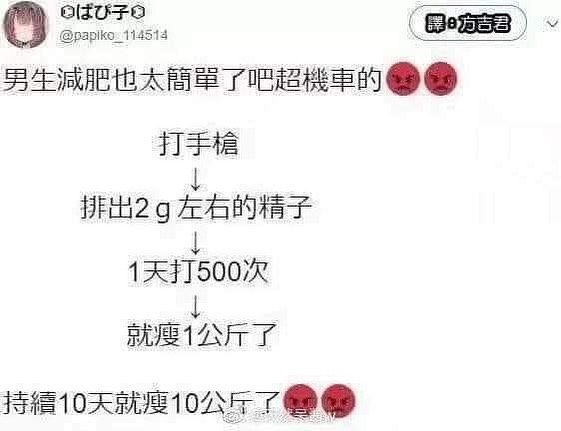 ⌬ばぴ子⌬
@papiko_114514
譯θ方吉君
男生減肥也太簡單了吧超機車的😡😡
打手槍
↓
排出2g左右的精子
↓
1天打500次
↓
就瘦1公斤了
持續10天就瘦10公斤了😡😡